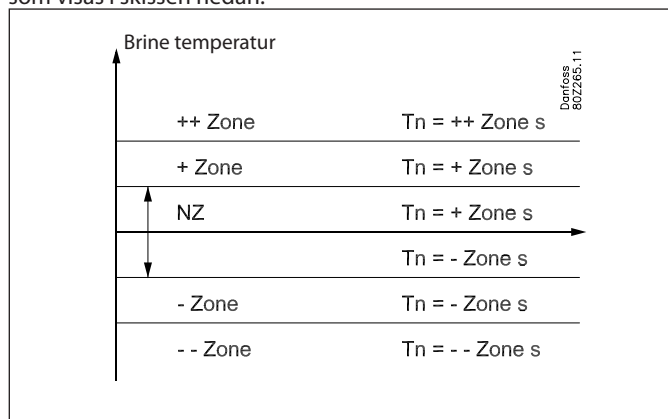 som visas i skissen nedan.
Brine temperatur
Danfoss
80Z265.11
++ Zone Tn = ++ Zone s
+ Zone Tn = + Zone s
NZ Tn = + Zone s
Tn = - Zone s
- Zone Tn = - Zone s
- - Zone Tn = - - Zone s